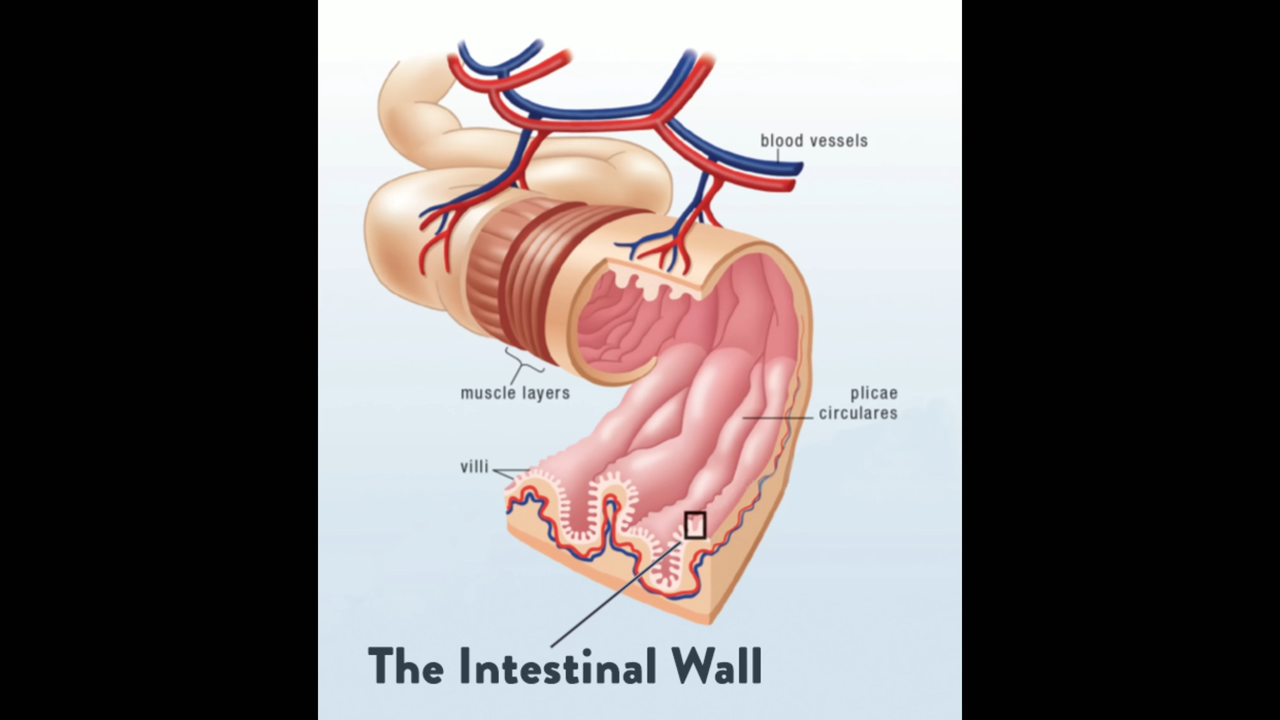 blood vessels
muscle layers
plicae
circulares
villi
The Intestinal Wall